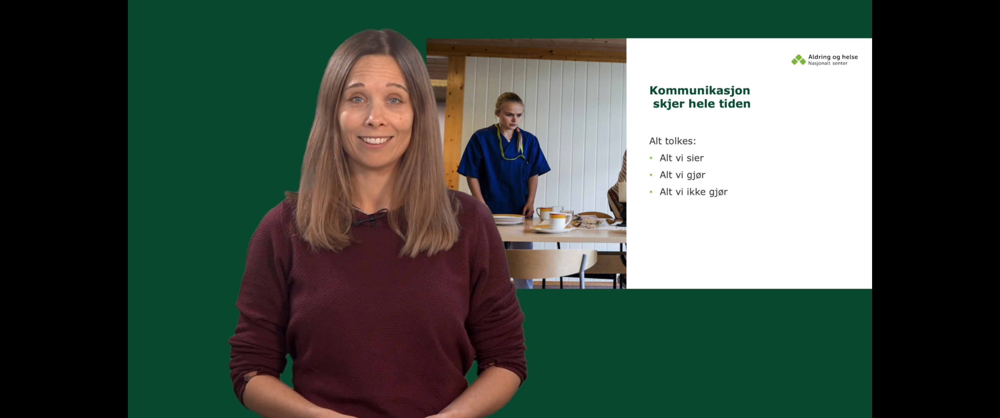 Aldring og helse
Nasjonalt senter
Kommunikasjon
skjer hele tiden
Alt tolkes:
• Alt vi sier
• Alt vi gjør
• Alt vi ikke gjør